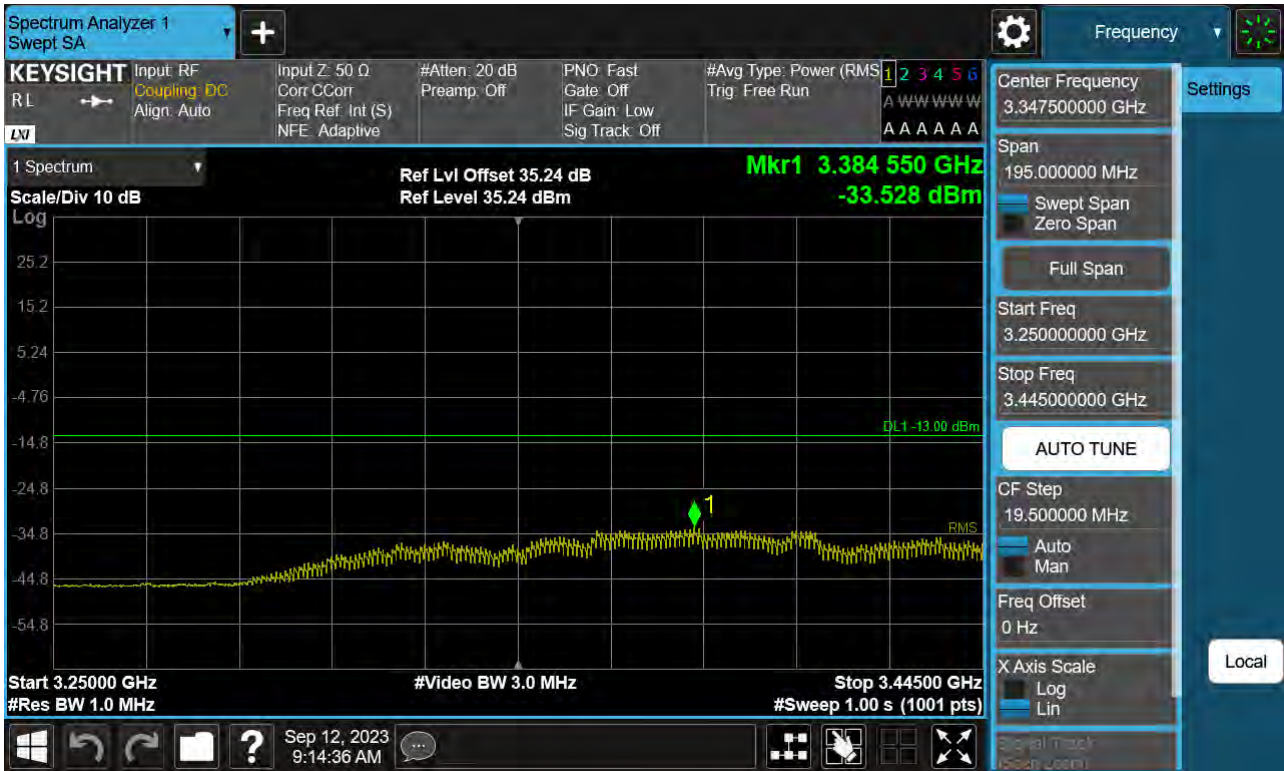 Spectrum Analyzer 1
Swept SA
+
Frequency
KEYSIGHT
RL
LXI
Input: RF
Coupling: DC
Align: Auto
Input Z: 50 Ω
Corr CCorr
Freq Ref: Int (S)
NFE: Adaptive
#Atten: 20 dB
Preamp: Off
PNO: Fast
Gate: Off
IF Gain: Low
Sig Track: Off
#Avg Type: Power (RMS
Trig: Free Run
1 2 3 4 5 6
A W W W W W
A A A A A A
1 Spectrum
Scale/Div 10 dB
Ref Lvl Offset 35.24 dB
Ref Level 35.24 dBm
Mkr1 3.384 550 GHz
-33.528 dBm
Log
25.2
15.2
5.24
-4.76
DL1 -13.00 dBm
-14.8
-24.8
1
RMS
-34.8
-44.8
-54.8
Start 3.25000 GHz
#Video BW 3.0 MHz
Stop 3.44500 GHz
#Res BW 1.0 MHz
#Sweep 1.00 s (1001 pts)
Center Frequency
3.347500000 GHz
Settings
Span
195.000000 MHz
Swept Span
Zero Span
Full Span
Start Freq
3.250000000 GHz
Stop Freq
3.445000000 GHz
AUTO TUNE
CF Step
19.500000 MHz
Auto
Man
Freq Offset
0 Hz
X Axis Scale
Log
Lin
Signal Track
(Span Zoom)
Local
?
Sep 12, 2023
9:14:36 AM